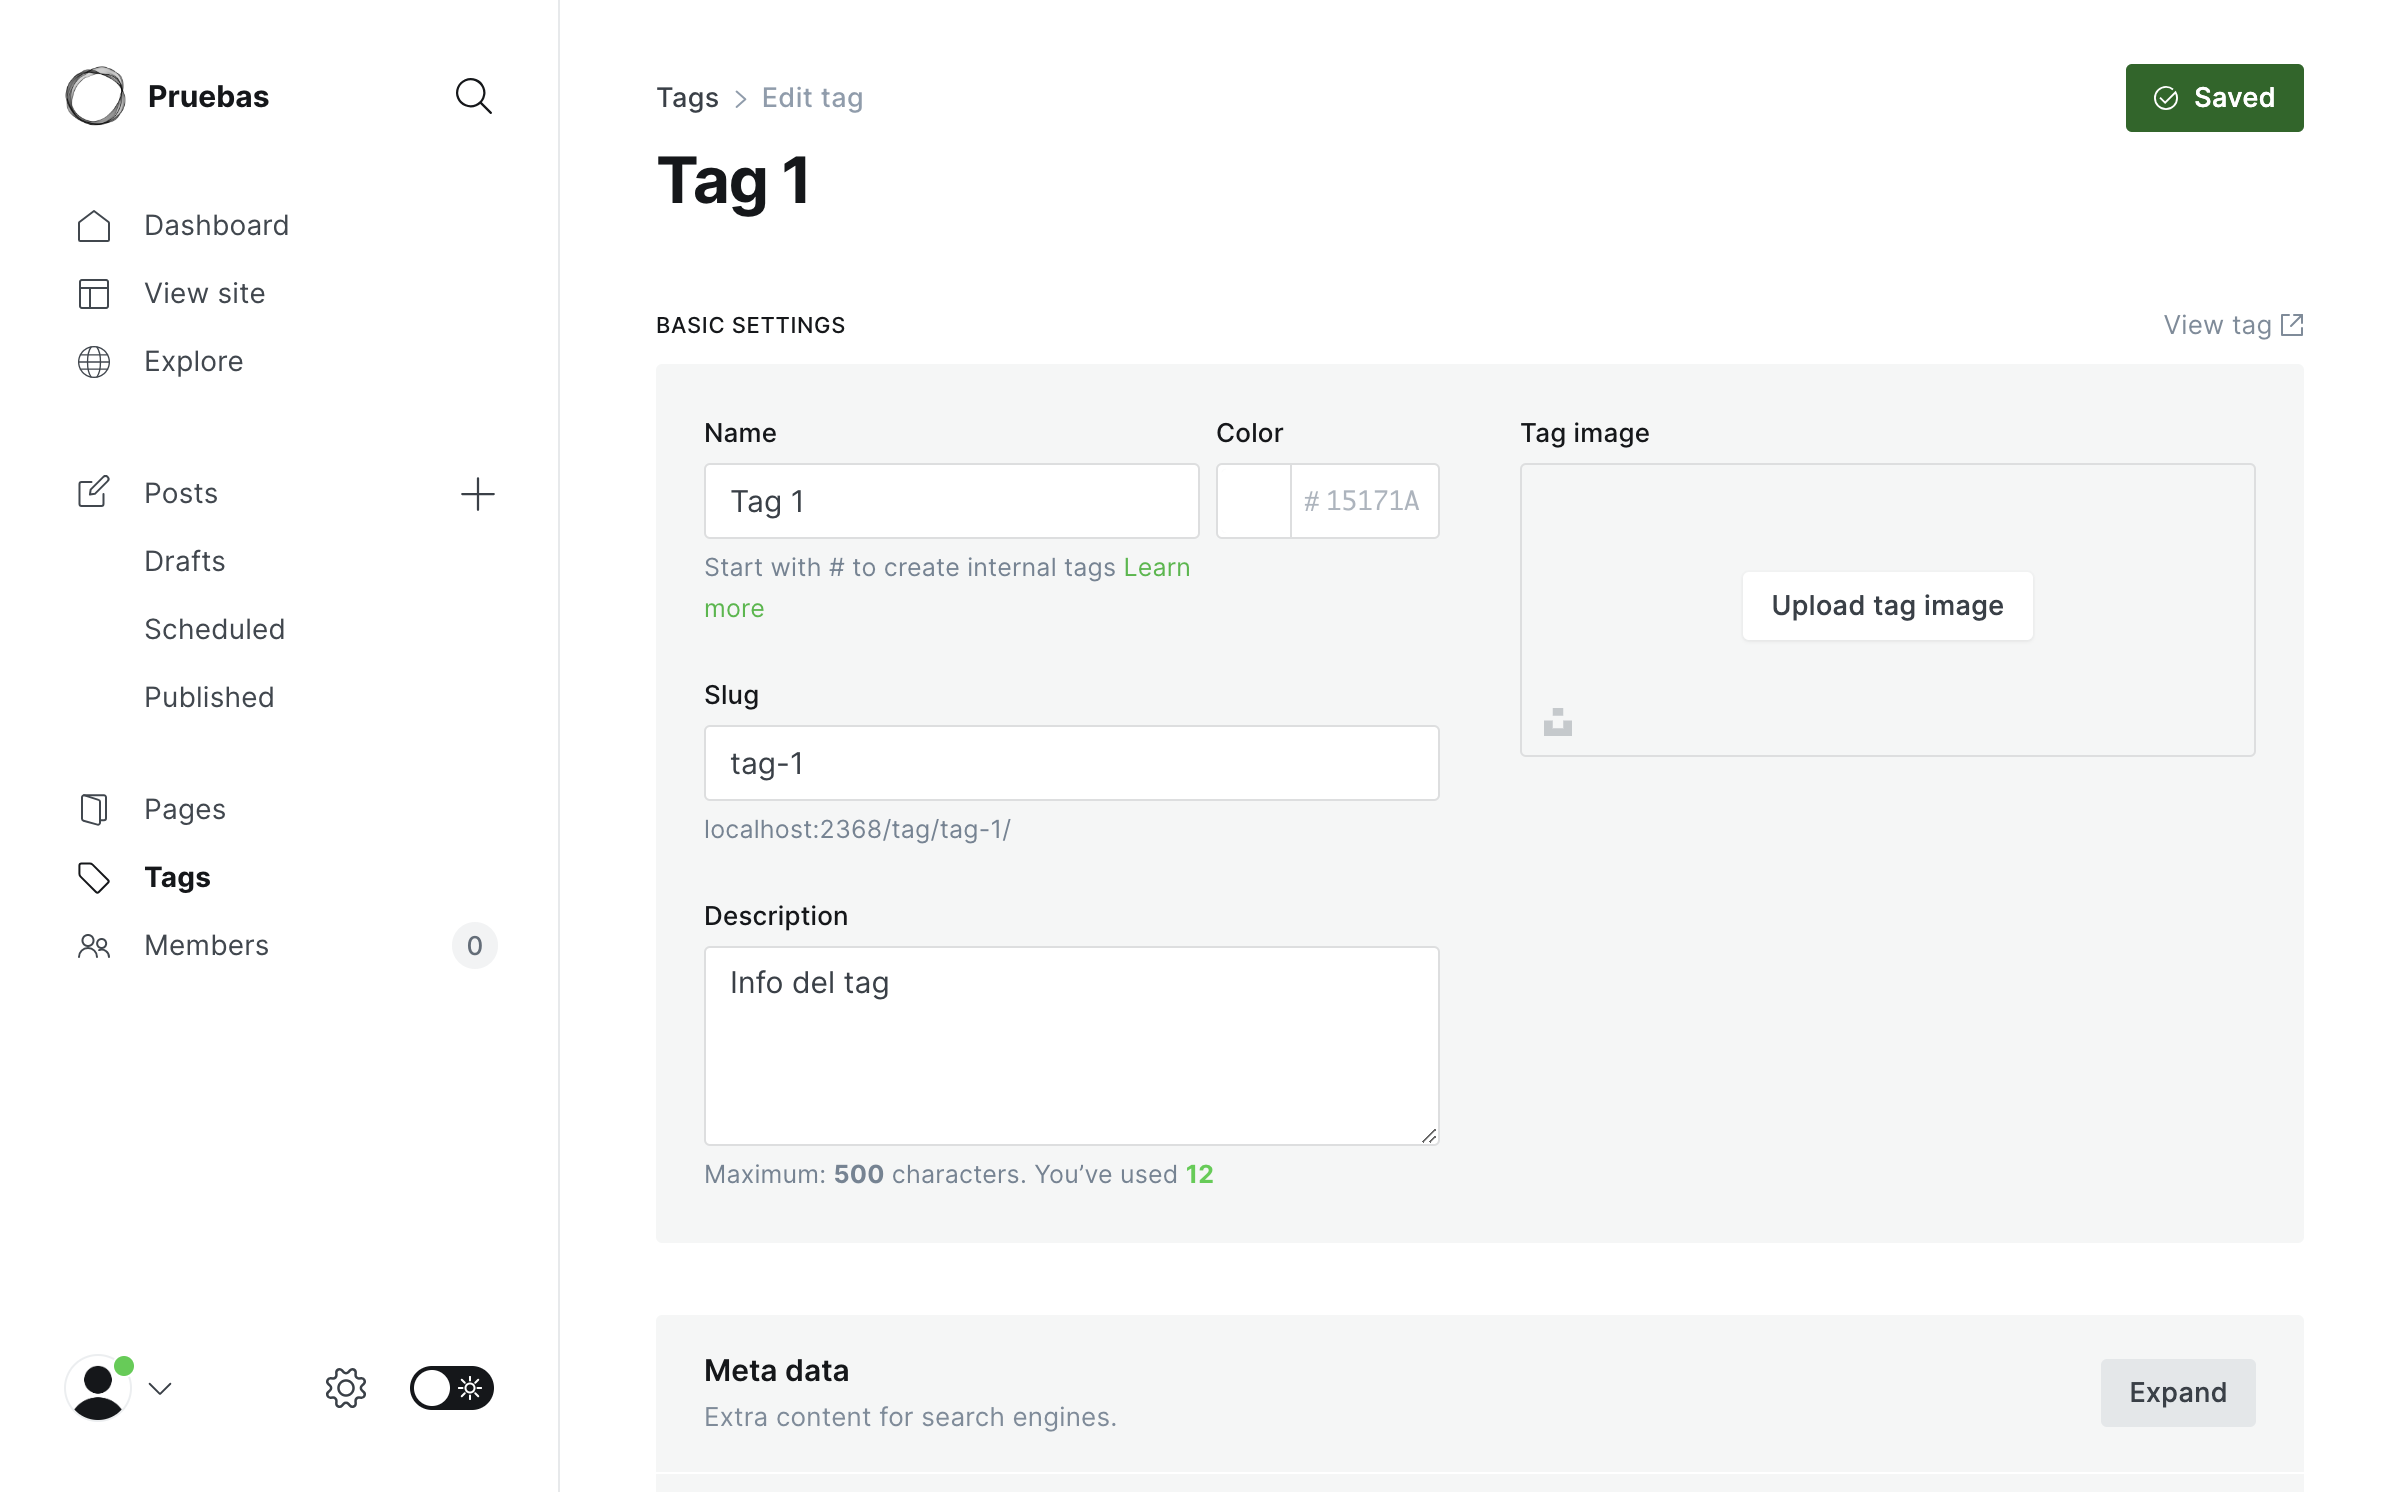 Pruebas
Dashboard
View site
Explore
Posts
Drafts
Scheduled
Published
Pages
Tags
Members 0
Tags > Edit tag
Saved
Tag 1
BASIC SETTINGS
View tag
Name
Tag 1
Start with # to create internal tags Learn
more
Color
# 15171A
Slug
tag-1
localhost:2368/tag/tag-1/
Description
Info del tag
Maximum: 500 characters. You’ve used 12
Tag image
Upload tag image
Meta data
Extra content for search engines.
Expand